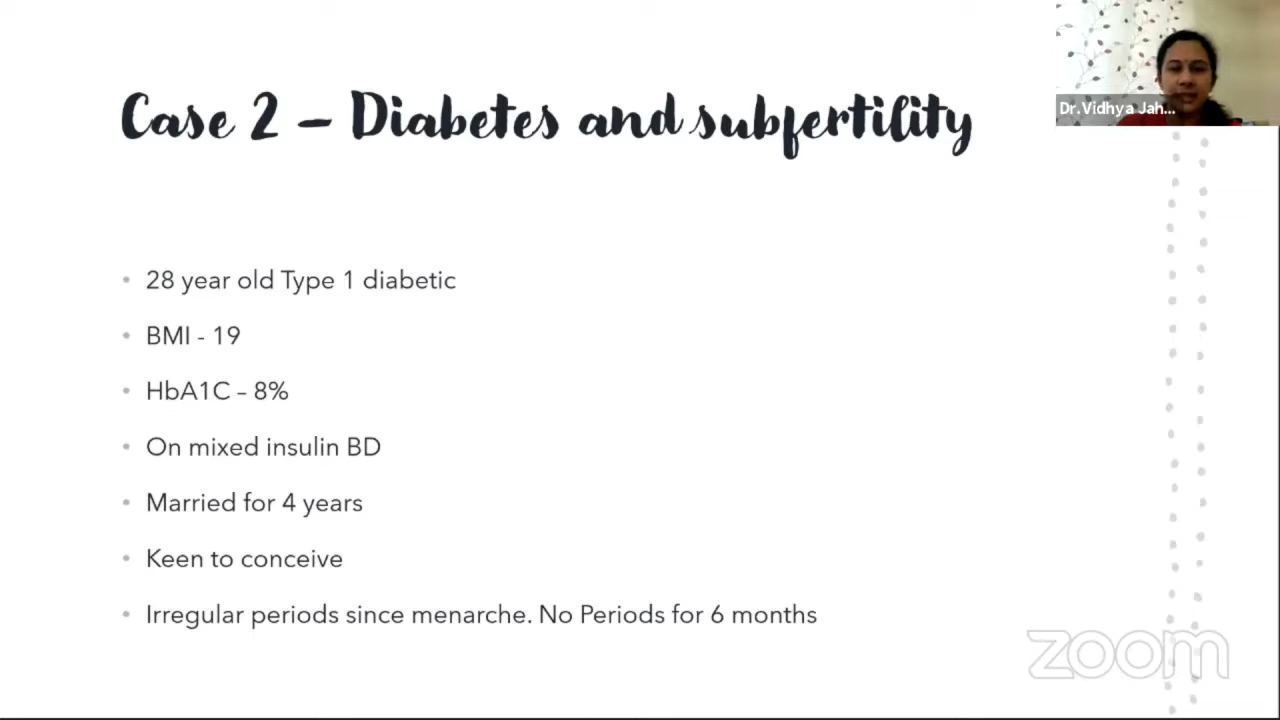 Case 2 – Diabetes and subfertility
Dr.Vidhya Jah...
• 28 year old Type 1 diabetic
• BMI - 19
• HbA1C – 8%
• On mixed insulin BD
• Married for 4 years
• Keen to conceive
• Irregular periods since menarche. No Periods for 6 months
zoom